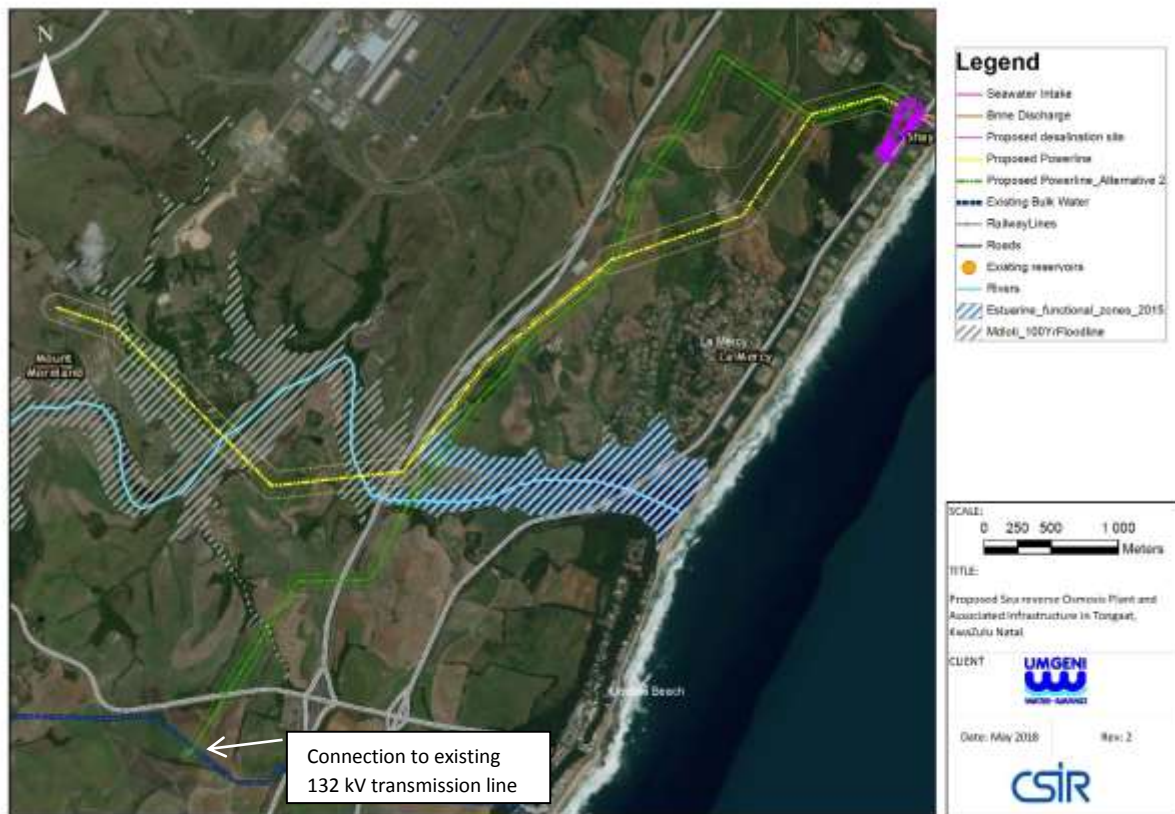 N
Mount
Moreland
La Mercy
La Mercy
Beach
Connection to existing
132 kV transmission line
Legend
Seawater Intake
Brine Discharge
Proposed desalination site
Proposed Powerline
Proposed Powerline_Alternative 2
Existing Bulk Water
RailwayLines
Roads
Existing reservoirs
Rivers
Estuarine_functional_zones_2015
Mdloti_100YrFloodline
SCALE:
0 250 500 1 000
Meters
TITLE:
Proposed Sea reverse Osmosis Plant and
Associated Infrastructure in Tongaat,
KwaZulu Natal
CLIENT
UMGENI
WATER·AMANZI
Date: May 2018 Rev: 2
CSIR